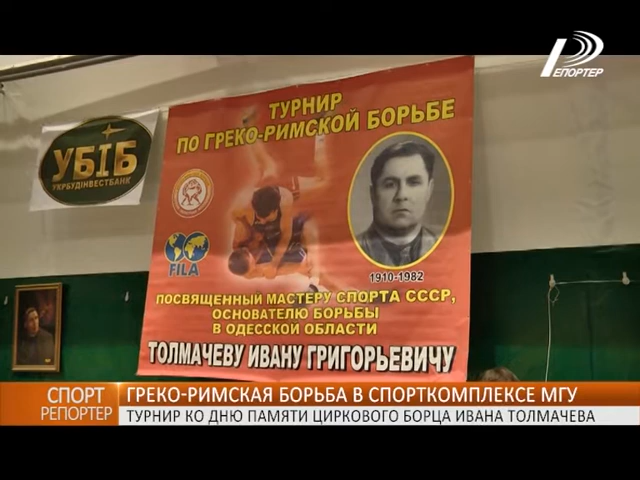 РЕПОРТЕР
ТУРНИР
ПО ГРЕКО-РИМСКОЙ БОРЬБЕ
УБІБ
УКРБУДІНВЕСТБАНК
FILA
1910-1982
ПОСВЯЩЕННЫЙ МАСТЕРУ СПОРТА СССР,
ОСНОВАТЕЛЮ БОРЬБЫ
В ОДЕССКОЙ ОБЛАСТИ
ТОЛМАЧЕВУ ИВАНУ ГРИГОРЬЕВИЧУ
СПОРТ
РЕПОРТЕР
ГРЕКО-РИМСКАЯ БОРЬБА В СПОРТКОМПЛЕКСЕ МГУ
ТУРНИР КО ДНЮ ПАМЯТИ ЦИРКОВОГО БОРЦА ИВАНА ТОЛМАЧЕВА